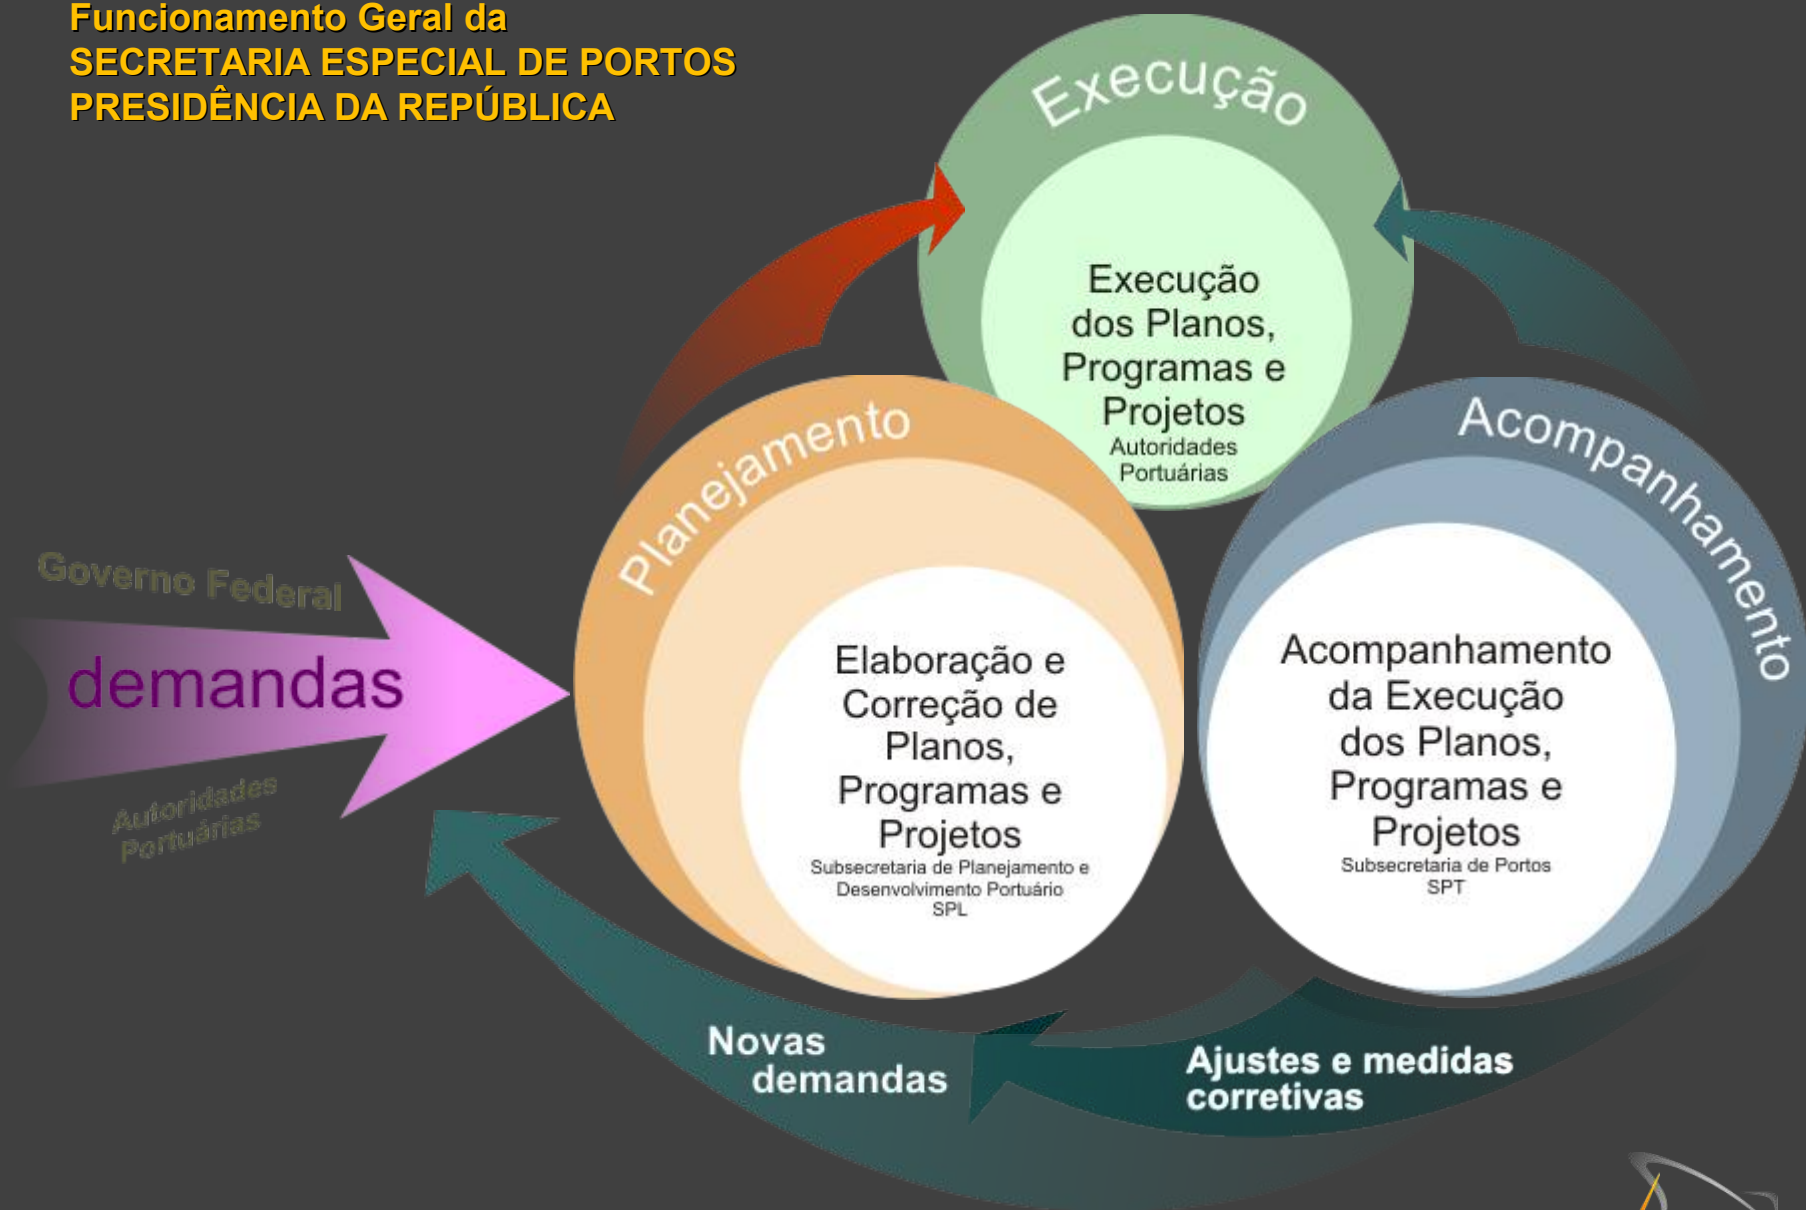 Funcionamento Geral da
SECRETARIA ESPECIAL DE PORTOS
PRESIDÊNCIA DA REPÚBLICA
Execução
Execução
dos Planos,
Programas e
Projetos
Autoridades
Portuárias
Planejamento
Acompanhamento
Governo Federal
demandas
Autoridades
Portuárias
Elaboração e
Correção de
Planos,
Programas e
Projetos
Subsecretaria de Planejamento e
Desenvolvimento Portuário
SPL
Acompanhamento
da Execução
dos Planos,
Programas e
Projetos
Subsecretaria de Portos
SPT
Novas
demandas
Ajustes e medidas
corretivas